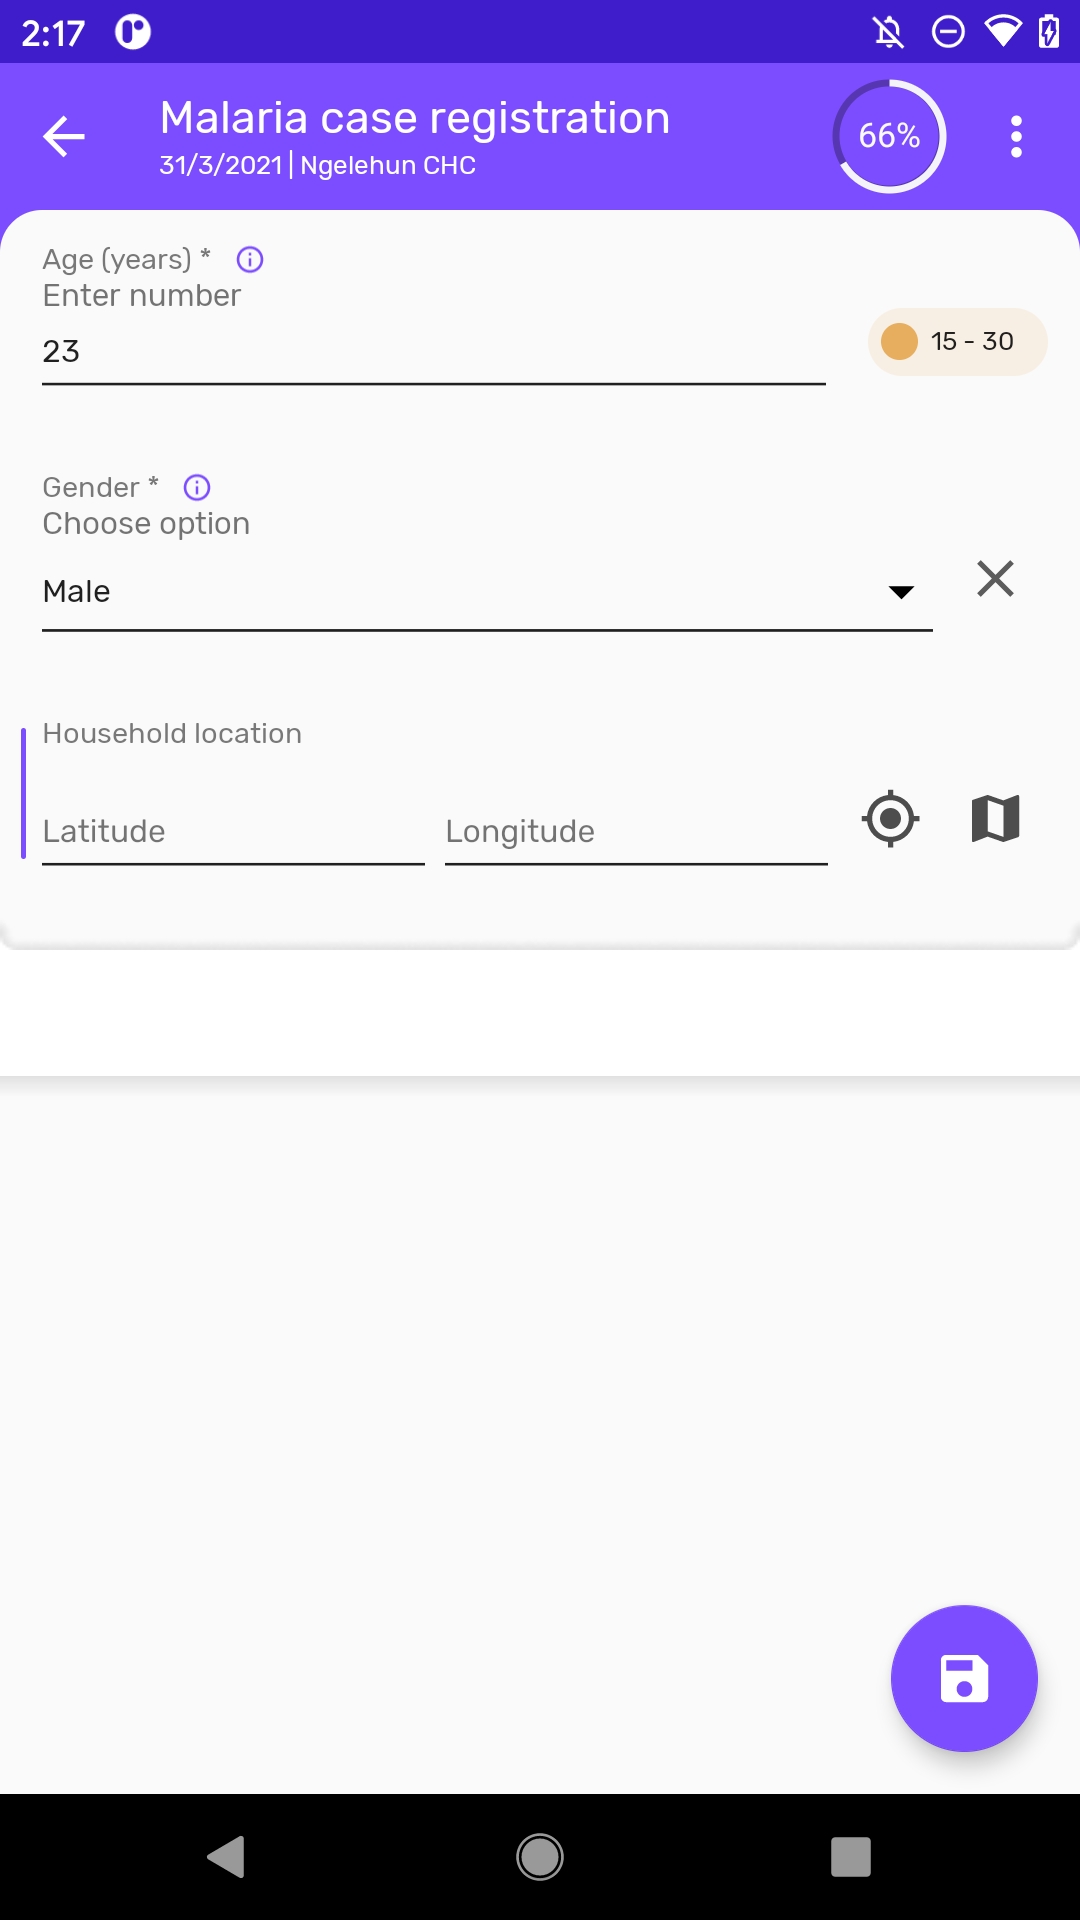 2:17
Malaria case registration
66%
31/3/2021 | Ngelehun CHC
Age (years) *
Enter number
23
15 - 30
Gender *
Choose option
Male
Household location
Latitude
Longitude